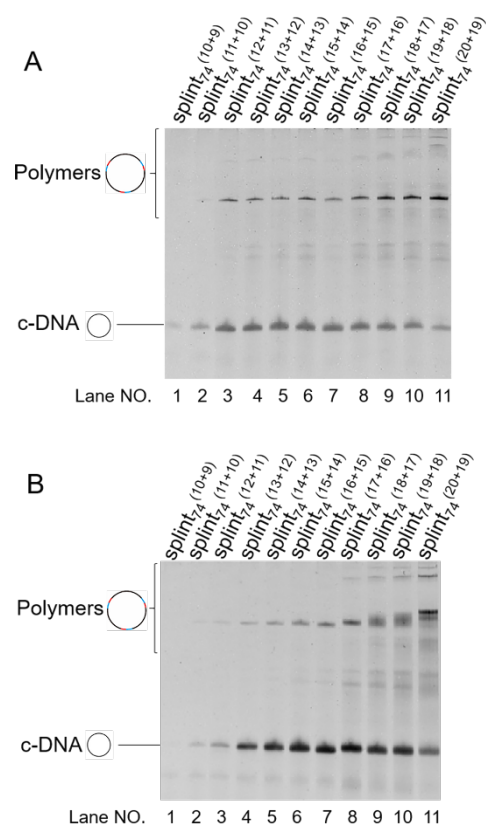 A
splint74 (10+9)
splint74 (11+10)
splint74 (12+11)
splint74 (13+12)
splint74 (14+13)
splint74 (15+14)
splint74 (16+15)
splint74 (17+16)
splint74 (18+17)
splint74 (19+18)
splint74 (20+19)
Polymers
c-DNA
Lane NO. 1 2 3 4 5 6 7 8 9 10 11
B
splint74 (10+9)
splint74 (11+10)
splint74 (12+11)
splint74 (13+12)
splint74 (14+13)
splint74 (15+14)
splint74 (16+15)
splint74 (17+16)
splint74 (18+17)
splint74 (19+18)
splint74 (20+19)
Polymers
c-DNA
Lane NO. 1 2 3 4 5 6 7 8 9 10 11